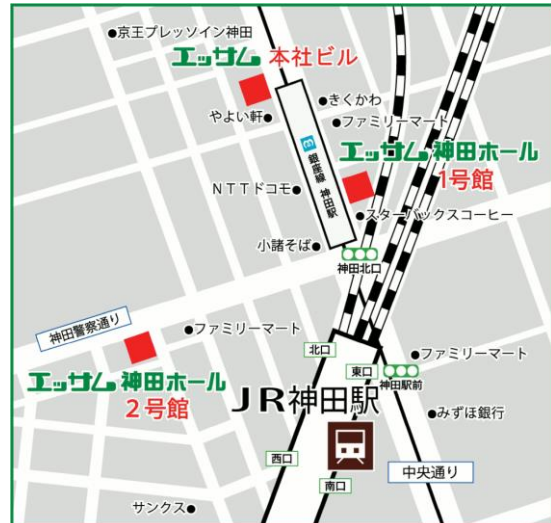 ●京王プレッソイン神田
エッサム 本社ビル
●きくかわ
やよい軒●
●ファミリーマート
銀座線 神田駅
エッサム 神田ホール
1号館
NTTドコモ●
●スターバックスコーヒー
小諸そば●
神田北口
神田警察通り
●ファミリーマート
北口
●ファミリーマート
東口
神田駅前
エッサム 神田ホール
2号館
JR神田駅
●みずほ銀行
西口
中央通り
南口
サンクス●